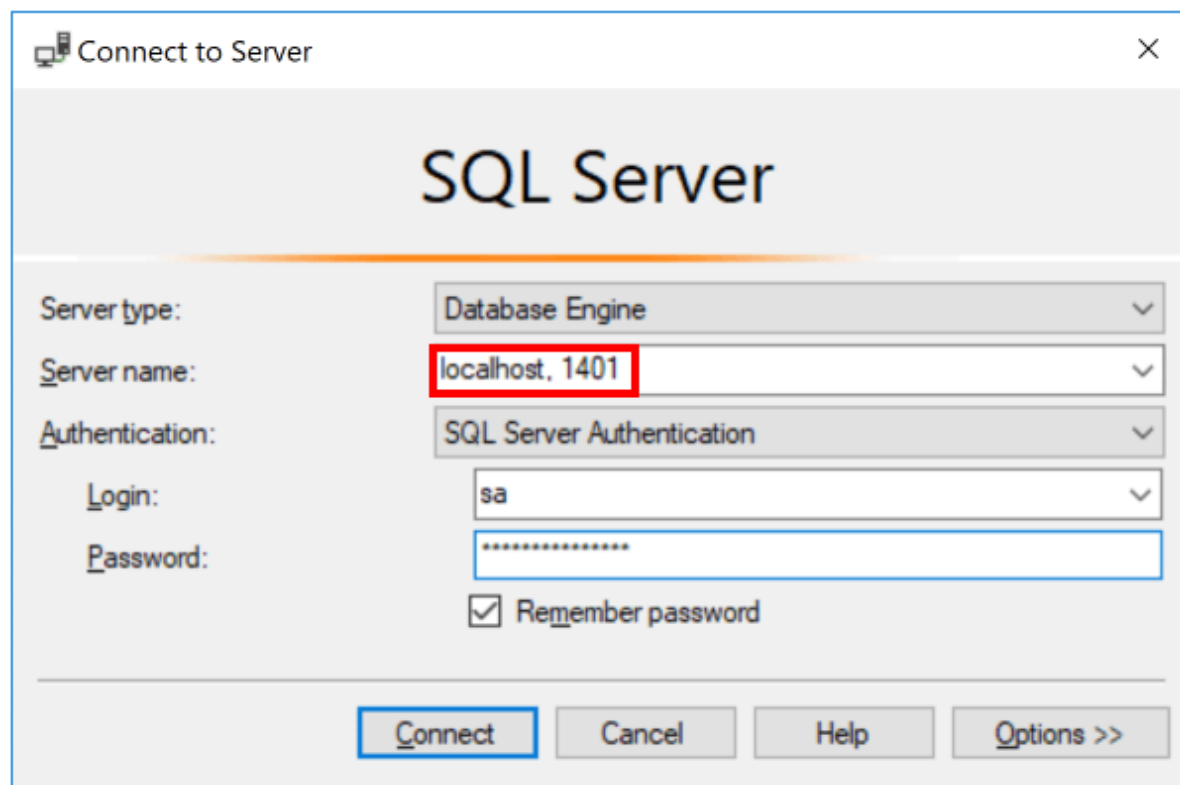 Connect to Server
SQL Server
Server type: Database Engine
Server name: localhost, 1401
Authentication: SQL Server Authentication
Login: sa
Password: ***************
Remember password
Connect Cancel Help Options >>